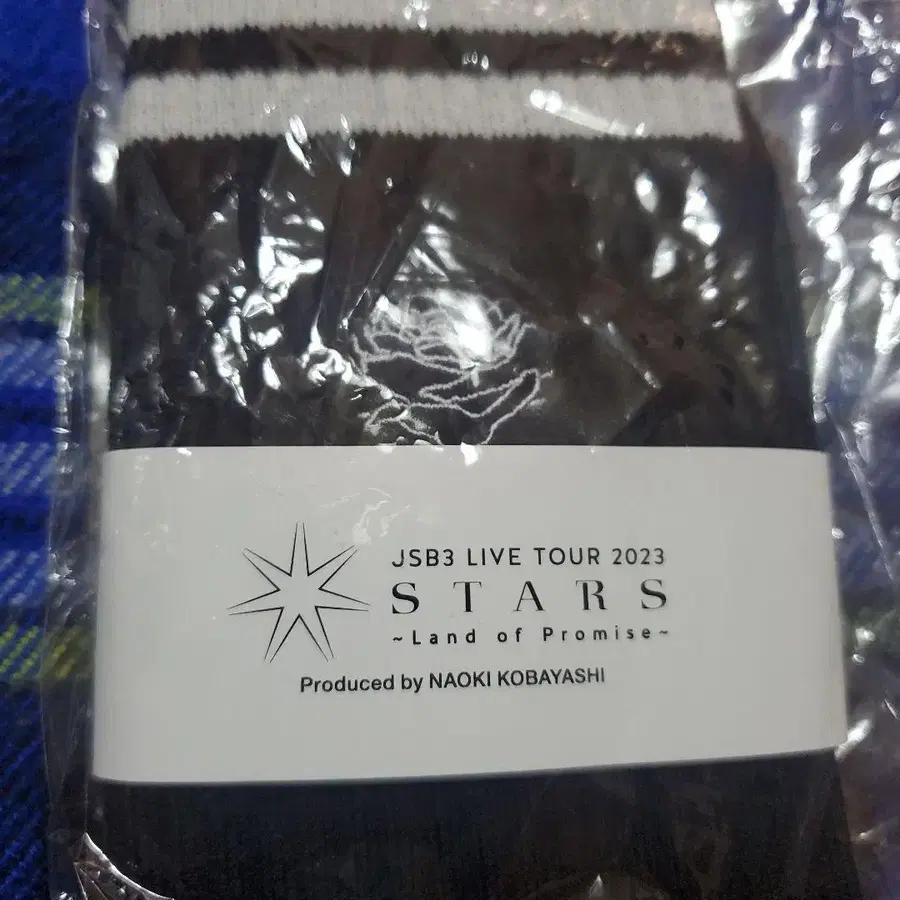 JSB3 LIVE TOUR 2023
STARS
~Land of Promise~
Produced by NAOKI KOBAYASHI